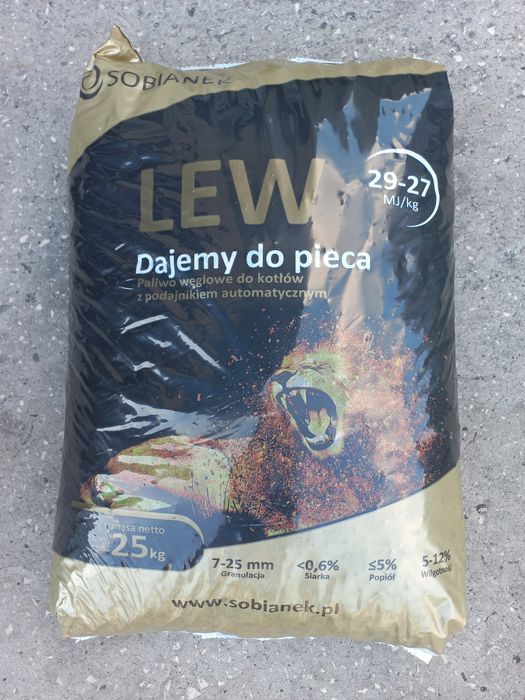 SOBIANEK
LEW
29-27
MJ/kg
Dajemy do pieca
Paliwo węglowe do kotłów
z podajnikiem automatycznym
masa netto
25kg
7-25 mm
Granulacja
<0,6%
Siarka
≤5%
Popiół
5-12%
Wilgotność
www.sobianek.pl